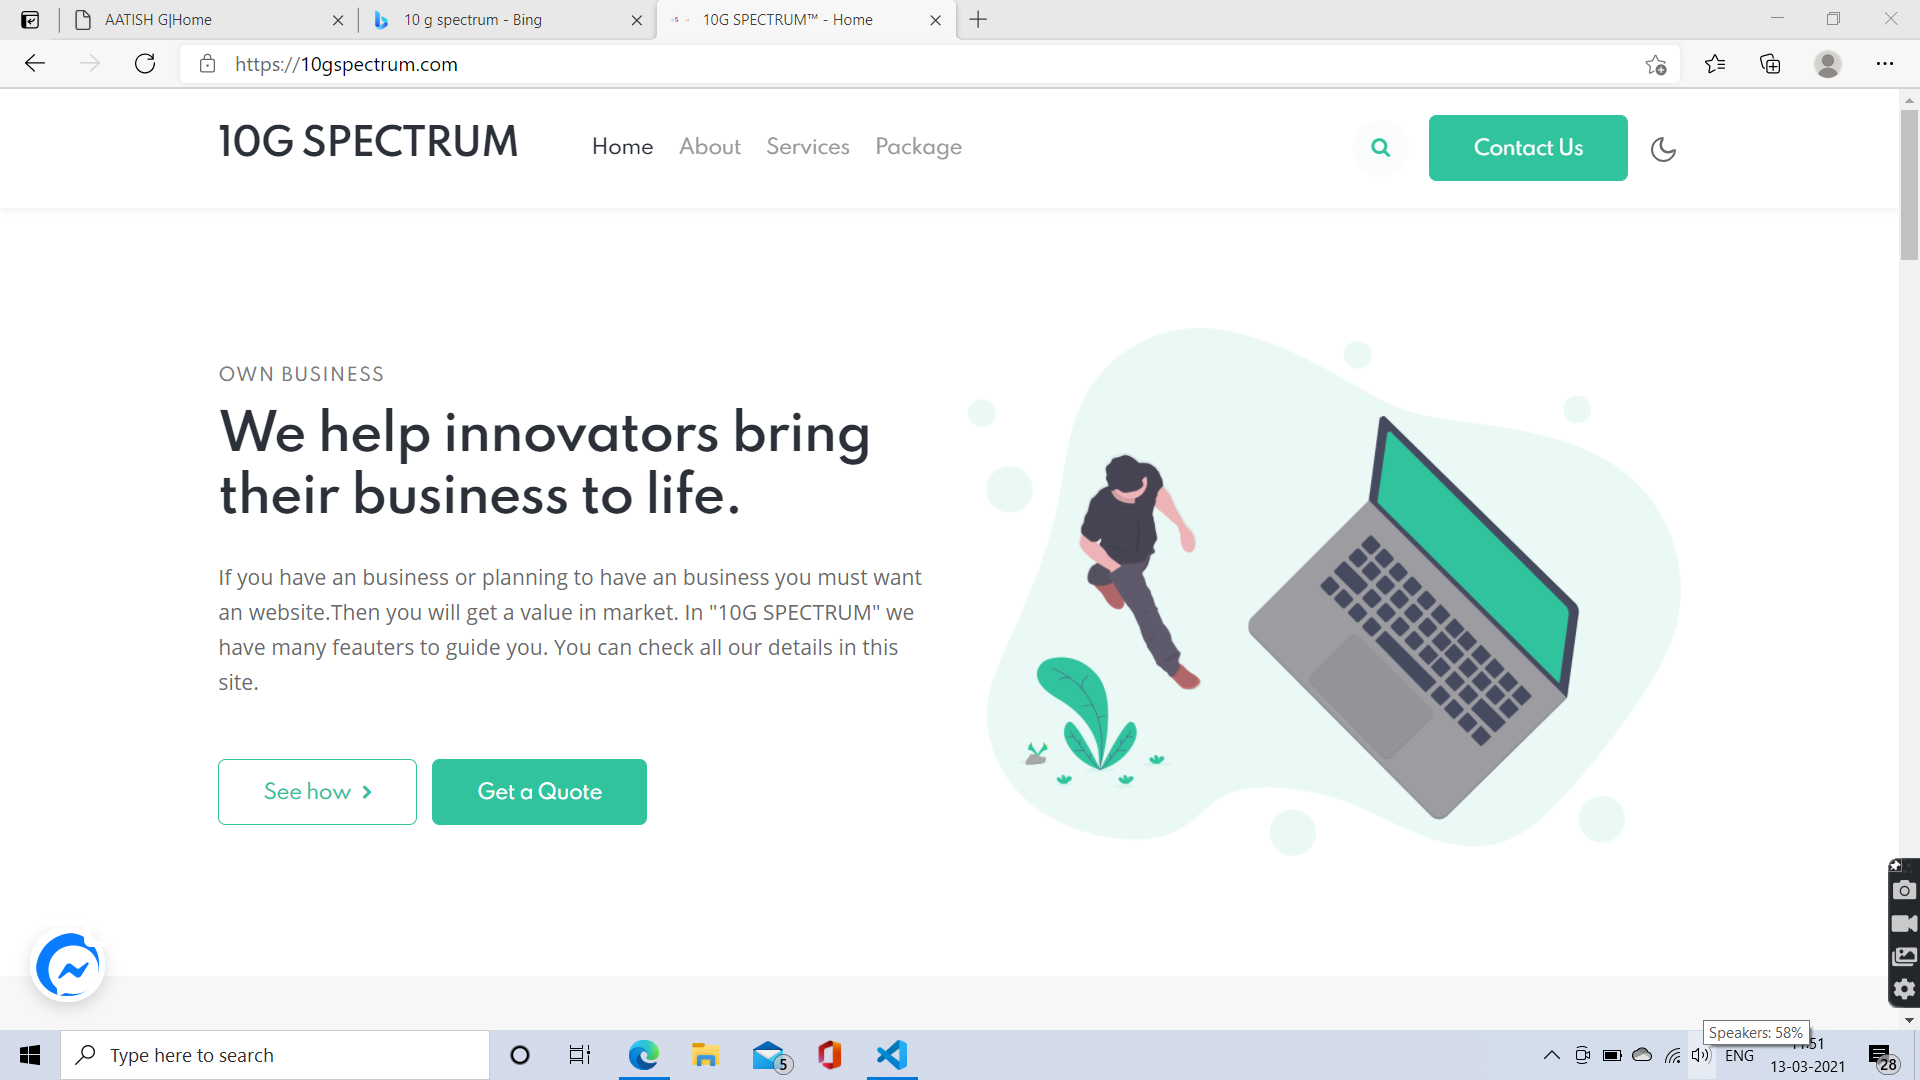 AATISH G|Home
10 g spectrum - Bing
10G SPECTRUM™ - Home
https://10gspectrum.com
10G SPECTRUM
Home
About
Services
Package
Contact Us
OWN BUSINESS
We help innovators bring
their business to life.
If you have an business or planning to have an business you must want
an website.Then you will get a value in market. In "10G SPECTRUM" we
have many feauters to guide you. You can check all our details in this
site.
See how
Get a Quote
Speakers: 58%
Type here to search
5
ENG
13-03-2021
28